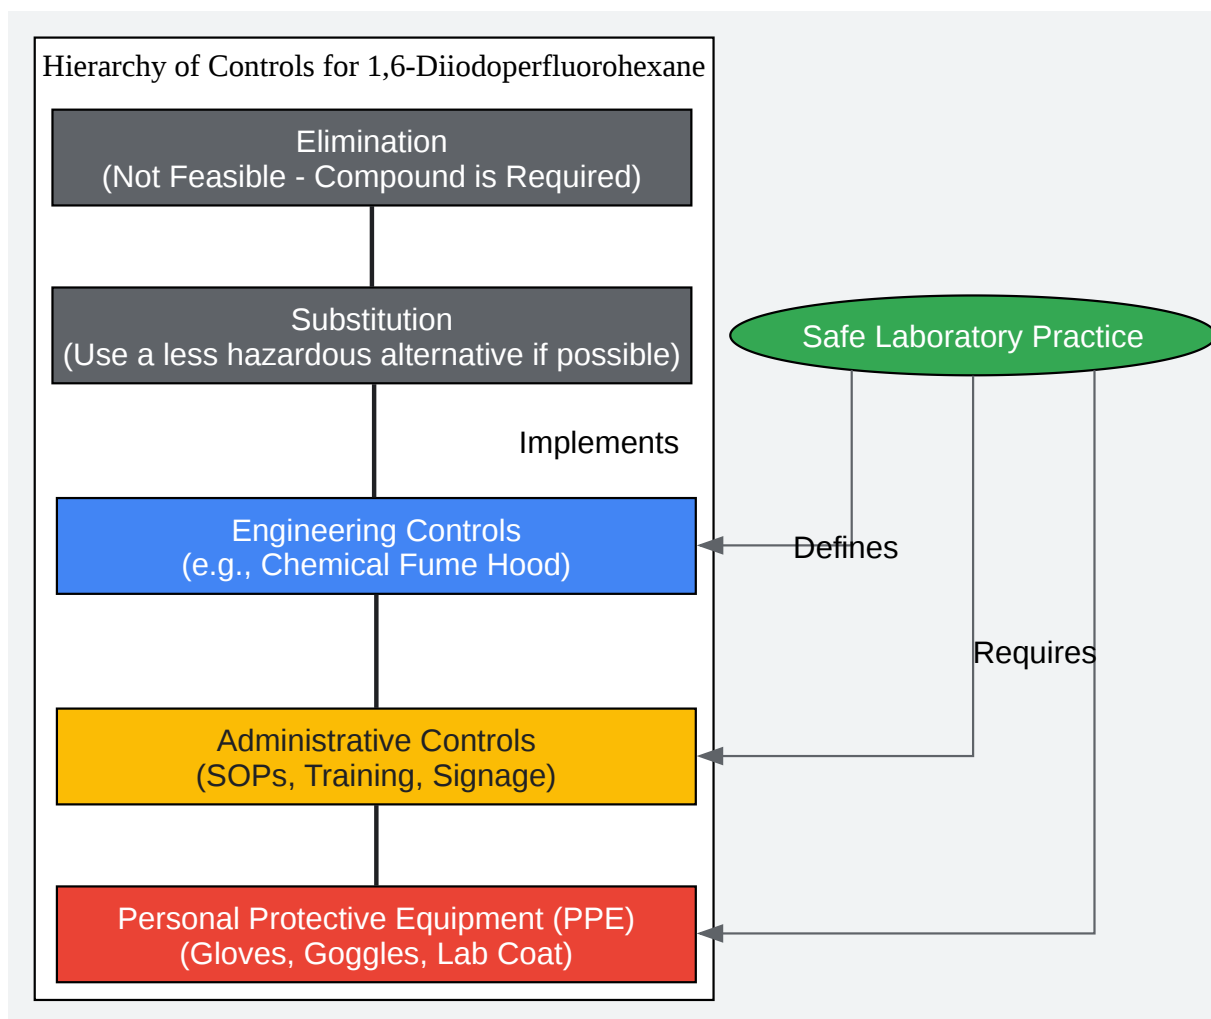 Hierarchy of Controls for 1,6-Diiodoperfluorohexane
Elimination
(Not Feasible - Compound is Required)
Substitution
(Use a less hazardous alternative if possible)
Safe Laboratory Practice
Implements
Engineering Controls
(e.g., Chemical Fume Hood)
Defines
Requires
Administrative Controls
(SOPs, Training, Signage)
Personal Protective Equipment (PPE)
(Gloves, Goggles, Lab Coat)